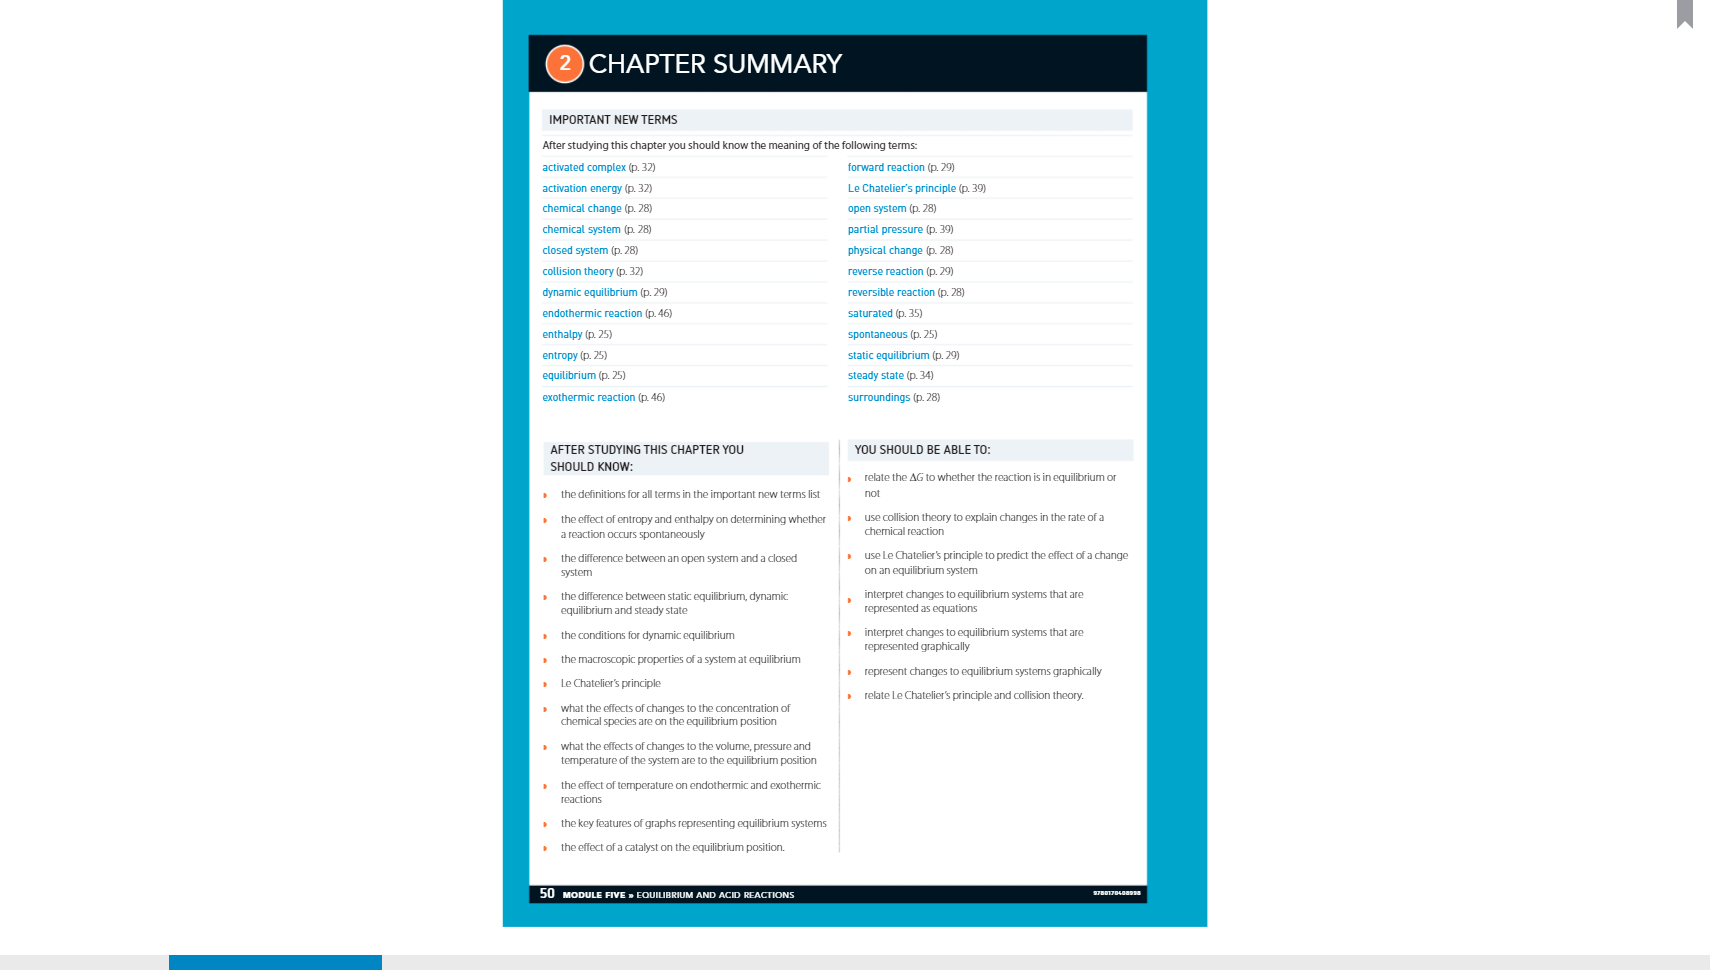 2 CHAPTER SUMMARY
IMPORTANT NEW TERMS
After studying this chapter you should know the meaning of the following terms:
activated complex (p. 32)
activation energy (p. 32)
chemical change (p. 28)
chemical system (p. 28)
closed system (p. 28)
collision theory (p. 32)
dynamic equilibrium (p. 29)
endothermic reaction (p. 46)
enthalpy (p. 25)
entropy (p. 25)
equilibrium (p. 25)
exothermic reaction (p. 46)
forward reaction (p. 29)
Le Chatelier's principle (p. 39)
open system (p. 28)
partial pressure (p. 39)
physical change (p. 28)
reverse reaction (p. 29)
reversible reaction (p. 28)
saturated (p. 35)
spontaneous (p. 25)
static equilibrium (p. 29)
steady state (p. 34)
surroundings (p. 28)
AFTER STUDYING THIS CHAPTER YOU
SHOULD KNOW:
the definitions for all terms in the important new terms list
the effect of entropy and enthalpy on determining whether
a reaction occurs spontaneously
the difference between an open system and a closed
system
the difference between static equilibrium, dynamic
equilibrium and steady state
the conditions for dynamic equilibrium
the macroscopic properties of a system at equilibrium
Le Chatelier's principle
what the effects of changes to the concentration of
chemical species are on the equilibrium position
what the effects of changes to the volume, pressure and
temperature of the system are to the equilibrium position
the effect of temperature on endothermic and exothermic
reactions
the key features of graphs representing equilibrium systems
the effect of a catalyst on the equilibrium position.
YOU SHOULD BE ABLE TO:
relate the ΔG to whether the reaction is in equilibrium or
not
use collision theory to explain changes in the rate of a
chemical reaction
use Le Chatelier's principle to predict the effect of a change
on an equilibrium system
interpret changes to equilibrium systems that are
represented as equations
interpret changes to equilibrium systems that are
represented graphically
represent changes to equilibrium systems graphically
relate Le Chatelier's principle and collision theory.
50 MODULE FIVE » EQUILIBRIUM AND ACID REACTIONS
9780170408998